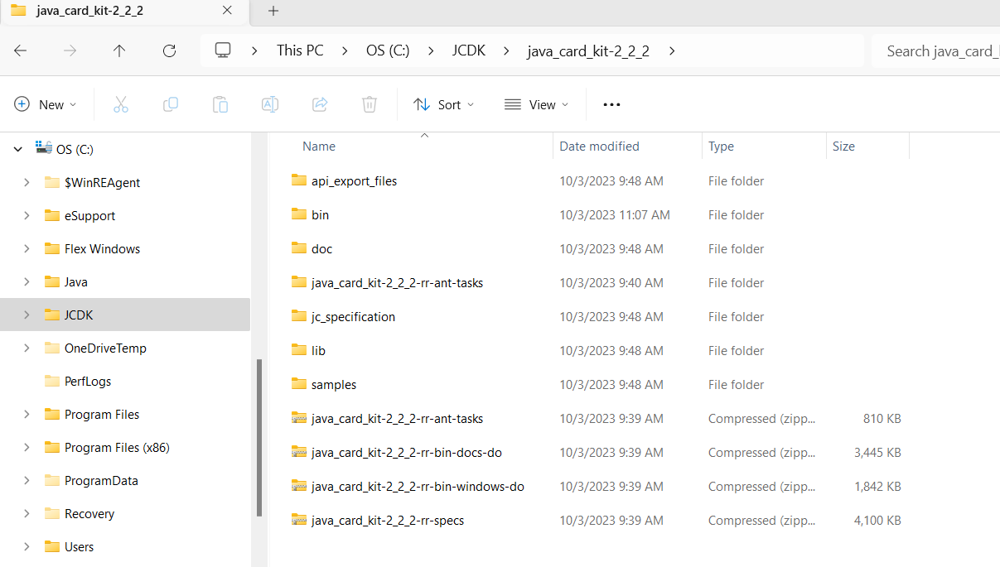 java_card_kit-2_2_2
This PC > OS (C:) > JCDK > java_card_kit-2_2_2 >
Search java_card_
New
Sort
View
Name Date modified Type Size
OS (C:)
$WinREAgent
eSupport
Flex Windows
Java
JCDK
OneDriveTemp
PerfLogs
Program Files
Program Files (x86)
ProgramData
Recovery
Users
api_export_files 10/3/2023 9:48 AM File folder
bin 10/3/2023 11:07 AM File folder
doc 10/3/2023 9:48 AM File folder
java_card_kit-2_2_2-rr-ant-tasks 10/3/2023 9:40 AM File folder
jc_specification 10/3/2023 9:48 AM File folder
lib 10/3/2023 9:48 AM File folder
samples 10/3/2023 9:48 AM File folder
java_card_kit-2_2_2-rr-ant-tasks 10/3/2023 9:39 AM Compressed (zipp... 810 KB
java_card_kit-2_2_2-rr-bin-docs-do 10/3/2023 9:39 AM Compressed (zipp... 3,445 KB
java_card_kit-2_2_2-rr-bin-windows-do 10/3/2023 9:39 AM Compressed (zipp... 1,842 KB
java_card_kit-2_2_2-rr-specs 10/3/2023 9:39 AM Compressed (zipp... 4,100 KB